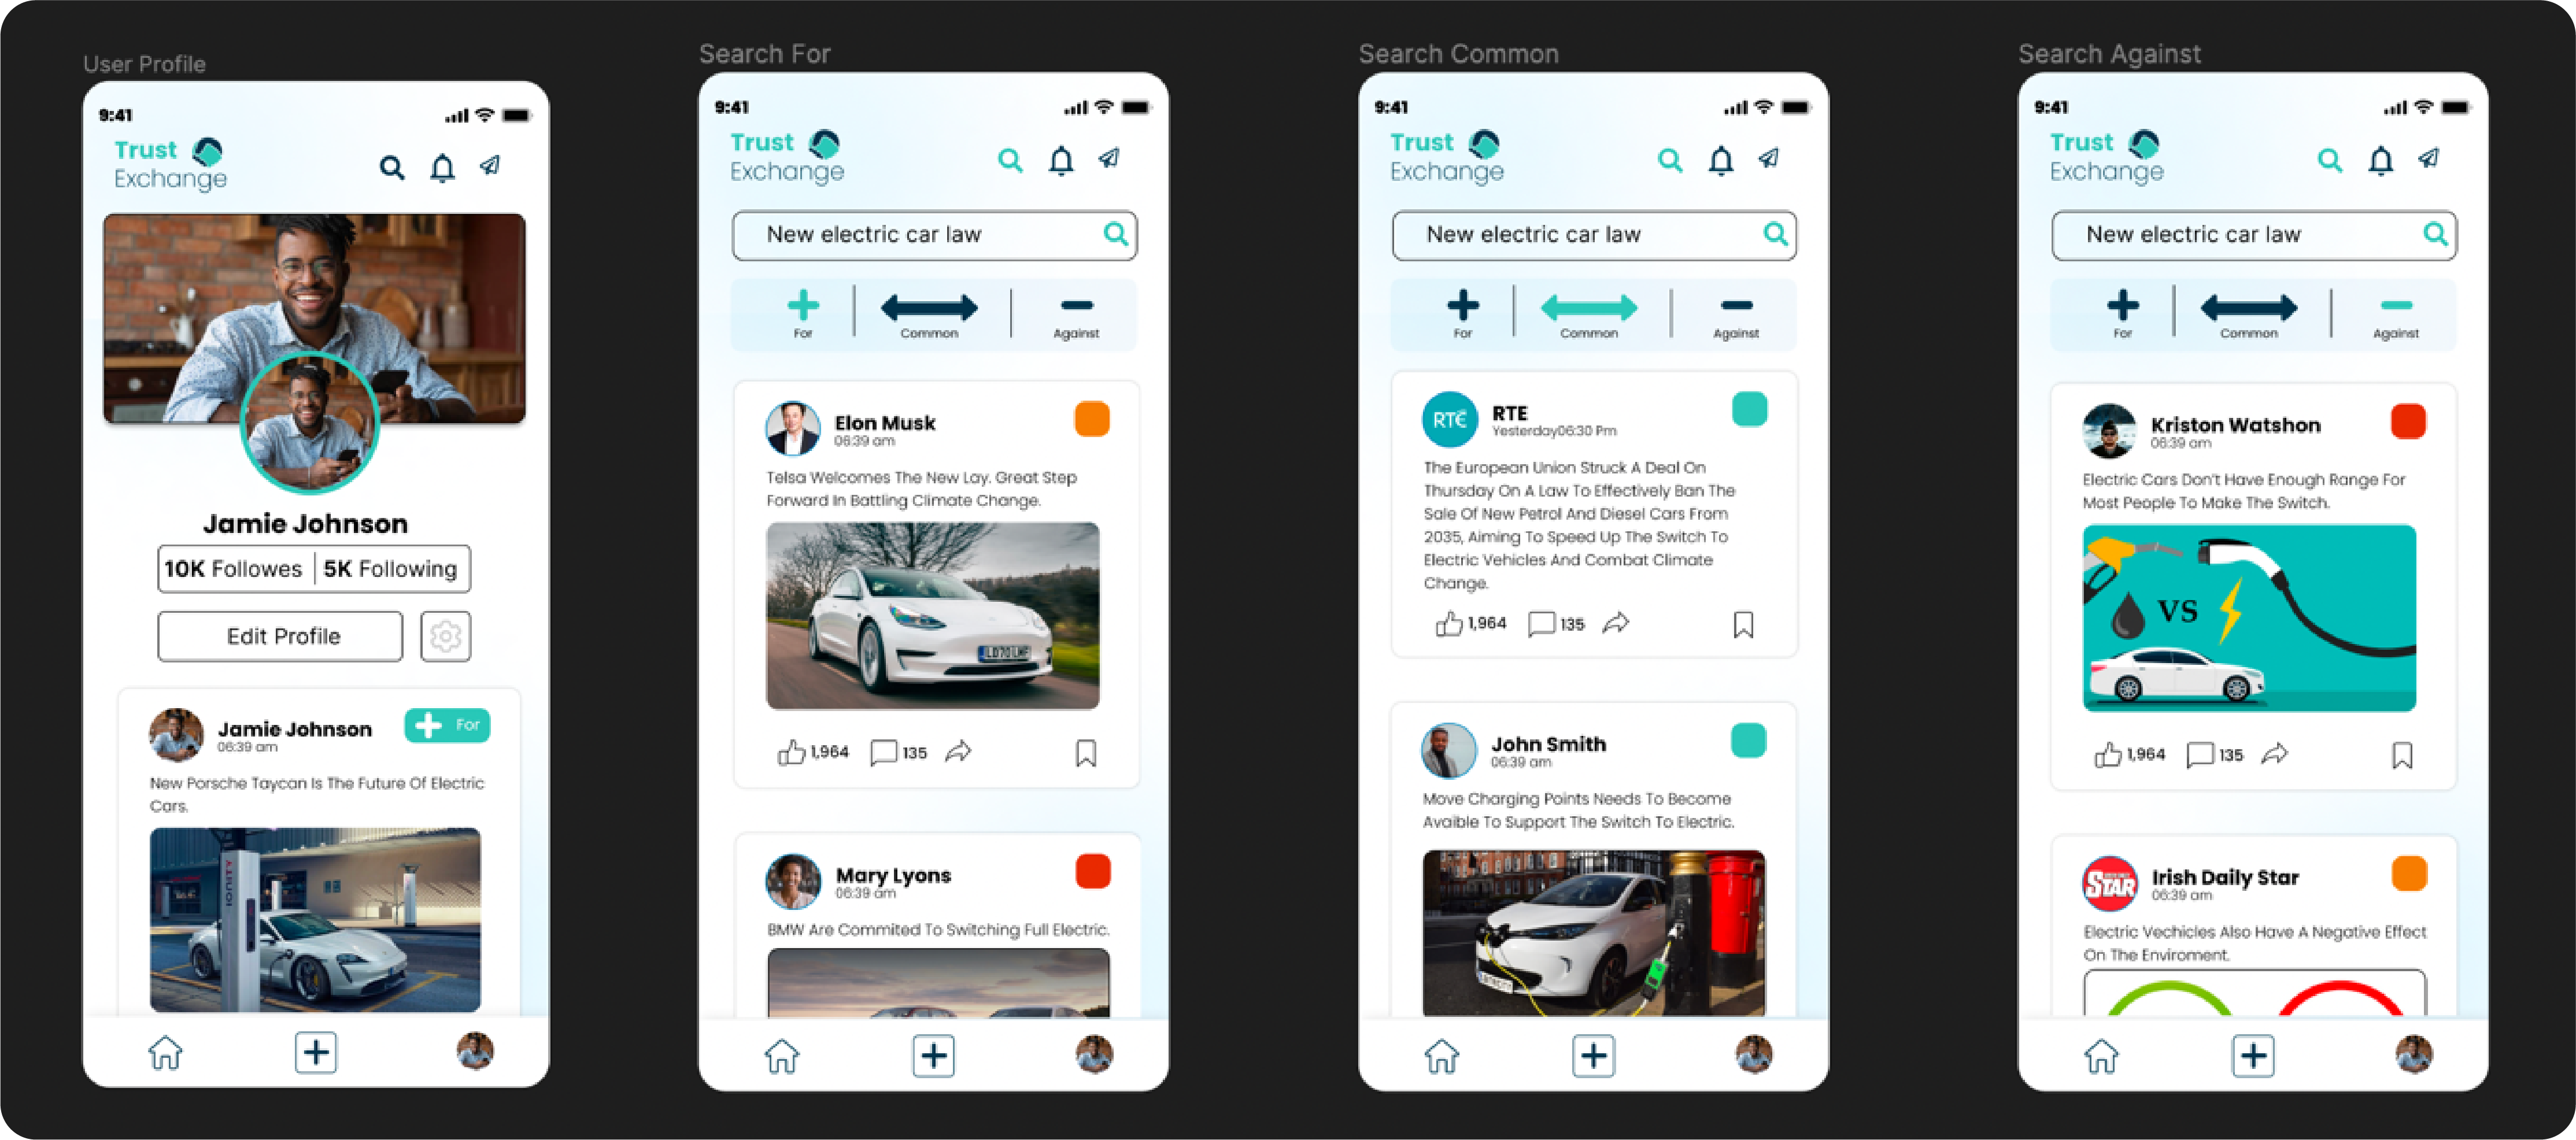 User Profile
9:41
Trust
Exchange
Jamie Johnson
10K Followes | 5K Following
Edit Profile
Jamie Johnson
For
06:39 am
New Porsche Taycan Is The Future Of Electric
Cars.
IONITY
Search For
9:41
Trust
Exchange
New electric car law
For
Common
Against
Elon Musk
06:39 am
Telsa Welcomes The New Lay. Great Step
Forward In Battling Climate Change.
LD70 LHF
1,964
135
Mary Lyons
06:39 am
BMW Are Commited To Switching Full Electric.
Search Common
9:41
Trust
Exchange
New electric car law
For
Common
Against
RTÉ
RTE
Yesterday06:30 Pm
The European Union Struck A Deal On
Thursday On A Law To Effectively Ban The
Sale Of New Petrol And Diesel Cars From
2035, Aiming To Speed Up The Switch To
Electric Vehicles And Combat Climate
Change.
1,964
135
John Smith
06:39 am
Move Charging Points Needs To Become
Avaible To Support The Switch To Electric.
Search Against
9:41
Trust
Exchange
New electric car law
For
Common
Against
Kriston Watshon
06:39 am
Electric Cars Don't Have Enough Range For
Most People To Make The Switch.
VS
1,964
135
STAR
Irish Daily Star
06:39 am
Electric Vechicles Also Have A Negative Effect
On The Enviroment.